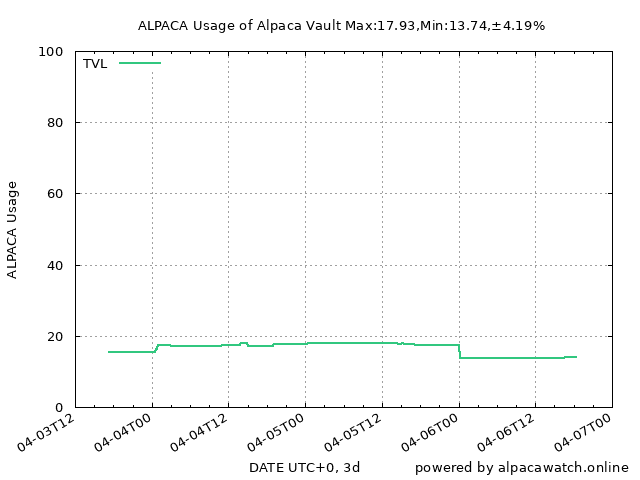 ALPACA Usage of Alpaca Vault Max:17.93,Min:13.74,±4.19%
TVL
100
80
60
40
20
0
ALPACA Usage
04-03T12
04-04T00
04-04T12
04-05T00
04-05T12
04-06T00
04-06T12
04-07T00
DATE UTC+0, 3d
powered by alpacawatch.online